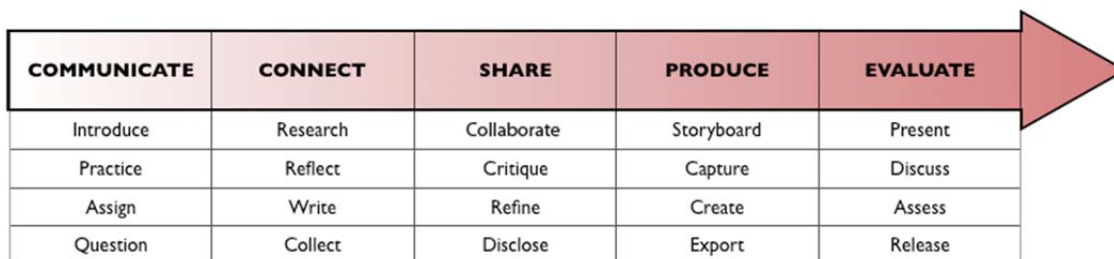 COMMUNICATE CONNECT SHARE PRODUCE EVALUATE
Introduce Research Collaborate Storyboard Present
Practice Reflect Critique Capture Discuss
Assign Write Refine Create Assess
Question Collect Disclose Export Release